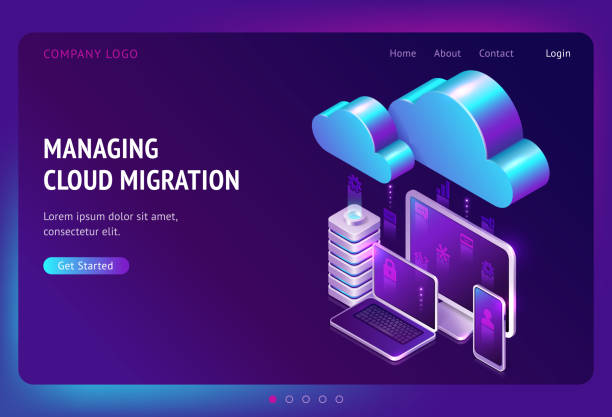 COMPANY LOGO
Home About Contact Login
MANAGING
CLOUD MIGRATION
Lorem ipsum dolor sit amet,
consectetur elit.
Get Started